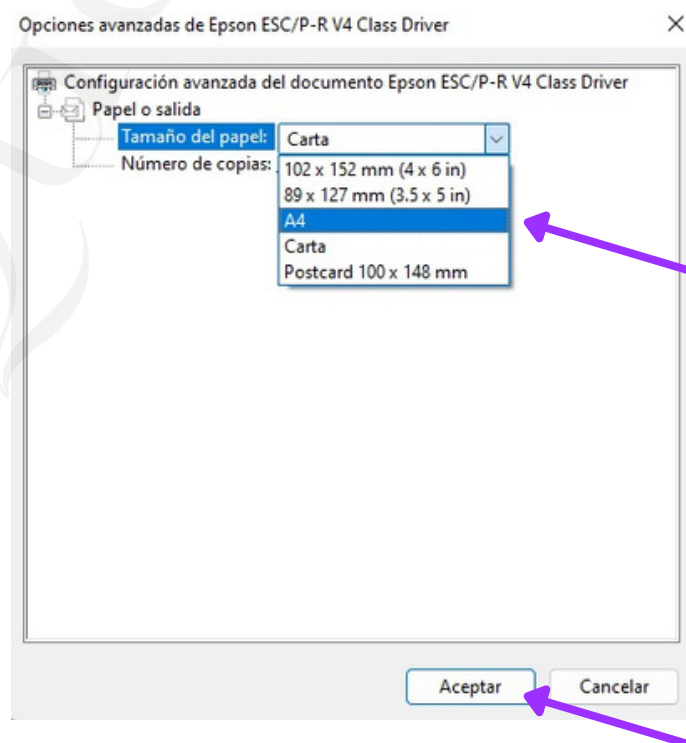 Opciones avanzadas de Epson ESC/P-R V4 Class Driver
Configuración avanzada del documento Epson ESC/P-R V4 Class Driver
Papel o salida
Tamaño del papel: Carta
Número de copias:
102 x 152 mm (4 x 6 in)
89 x 127 mm (3.5 x 5 in)
A4
Carta
Postcard 100 x 148 mm
Aceptar Cancelar